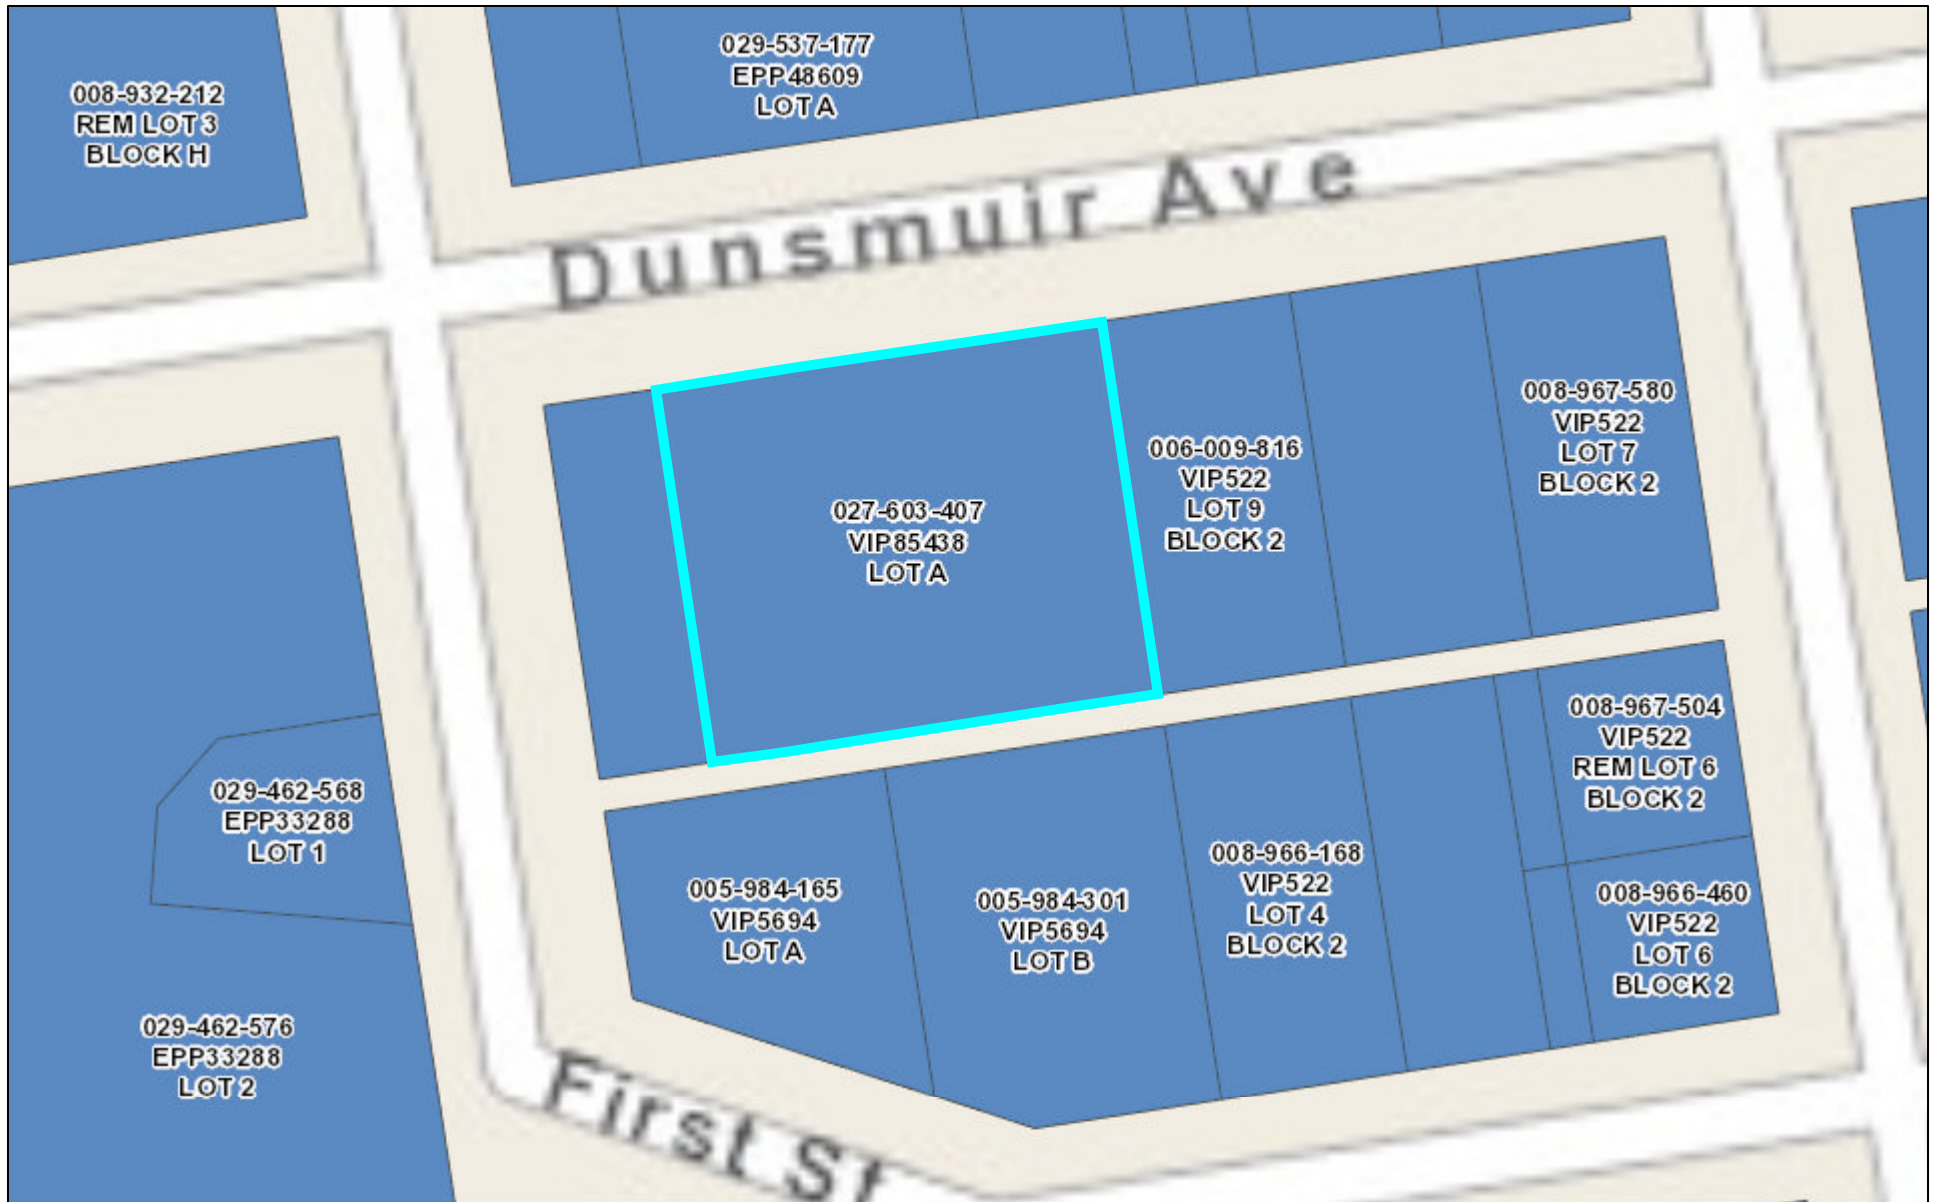 029-537-177
EPP48609
LOT A
008-932-212
REM LOT 3
BLOCK H
Dunsmuir Ave
008-967-580
VIP522
LOT 7
BLOCK 2
006-009-816
VIP522
LOT 9
BLOCK 2
027-603-407
VIP85438
LOT A
008-967-504
VIP522
REM LOT 6
BLOCK 2
029-462-568
EPP33288
LOT 1
008-966-168
VIP522
LOT 4
BLOCK 2
005-984-165
VIP5694
LOT A
005-984-301
VIP5694
LOT B
008-966-460
VIP522
LOT 6
BLOCK 2
029-462-576
EPP33288
LOT 2
First St